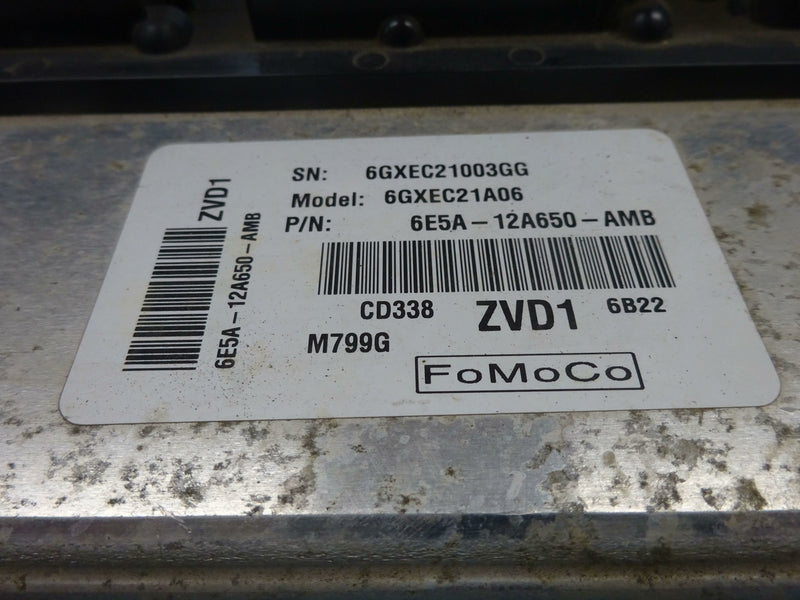 SN: 6GXEC21003GG
Model: 6GXEC21A06
P/N: 6E5A-12A650-AMB
CD338 ZVD1 6B22
M799G
FoMoCo
ZVD1
6E5A-12A650-AMB